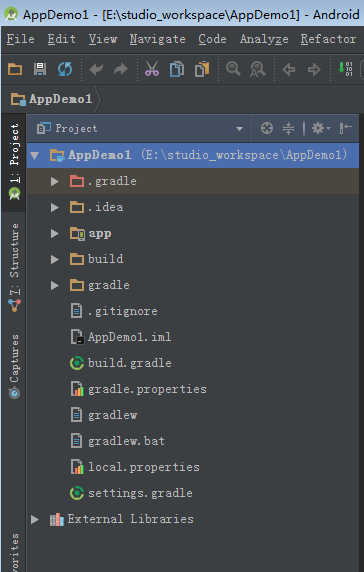 AppDemo1 - [E:\studio_workspace\AppDemo1] - Android
File Edit View Navigate Code Analyze Refactor
AppDemo1
1: Project
7: Structure
Captures
Project
AppDemo1 (E:\studio_workspace\AppDemo1)
.gradle
.idea
app
build
gradle
.gitignore
AppDemo1.iml
build.gradle
gradle.properties
gradlew
gradlew.bat
local.properties
settings.gradle
External Libraries